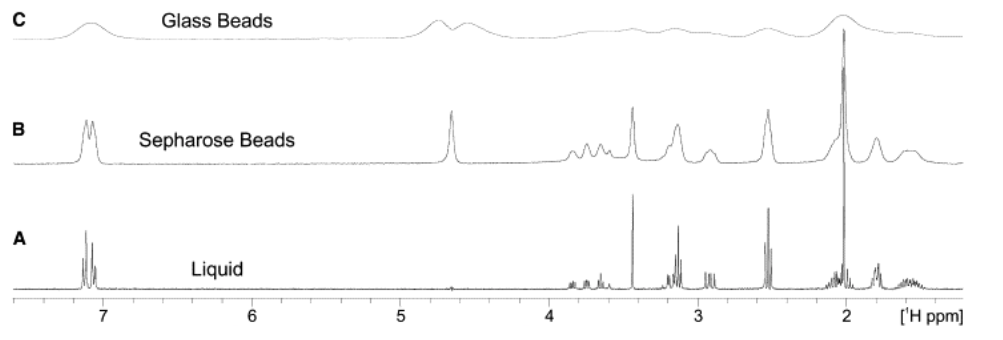 C
Glass Beads
B
Sepharose Beads
A
Liquid
7 6 5 4 3 2 [¹H ppm]